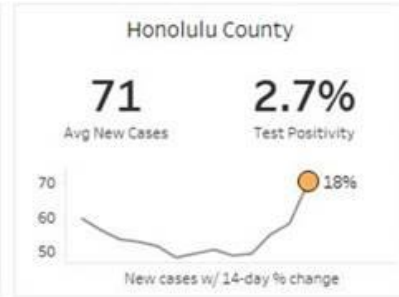 Honolulu County
71 2.7%
Avg New Cases Test Positivity
70 18%
60
50
New cases w/ 14-day % change